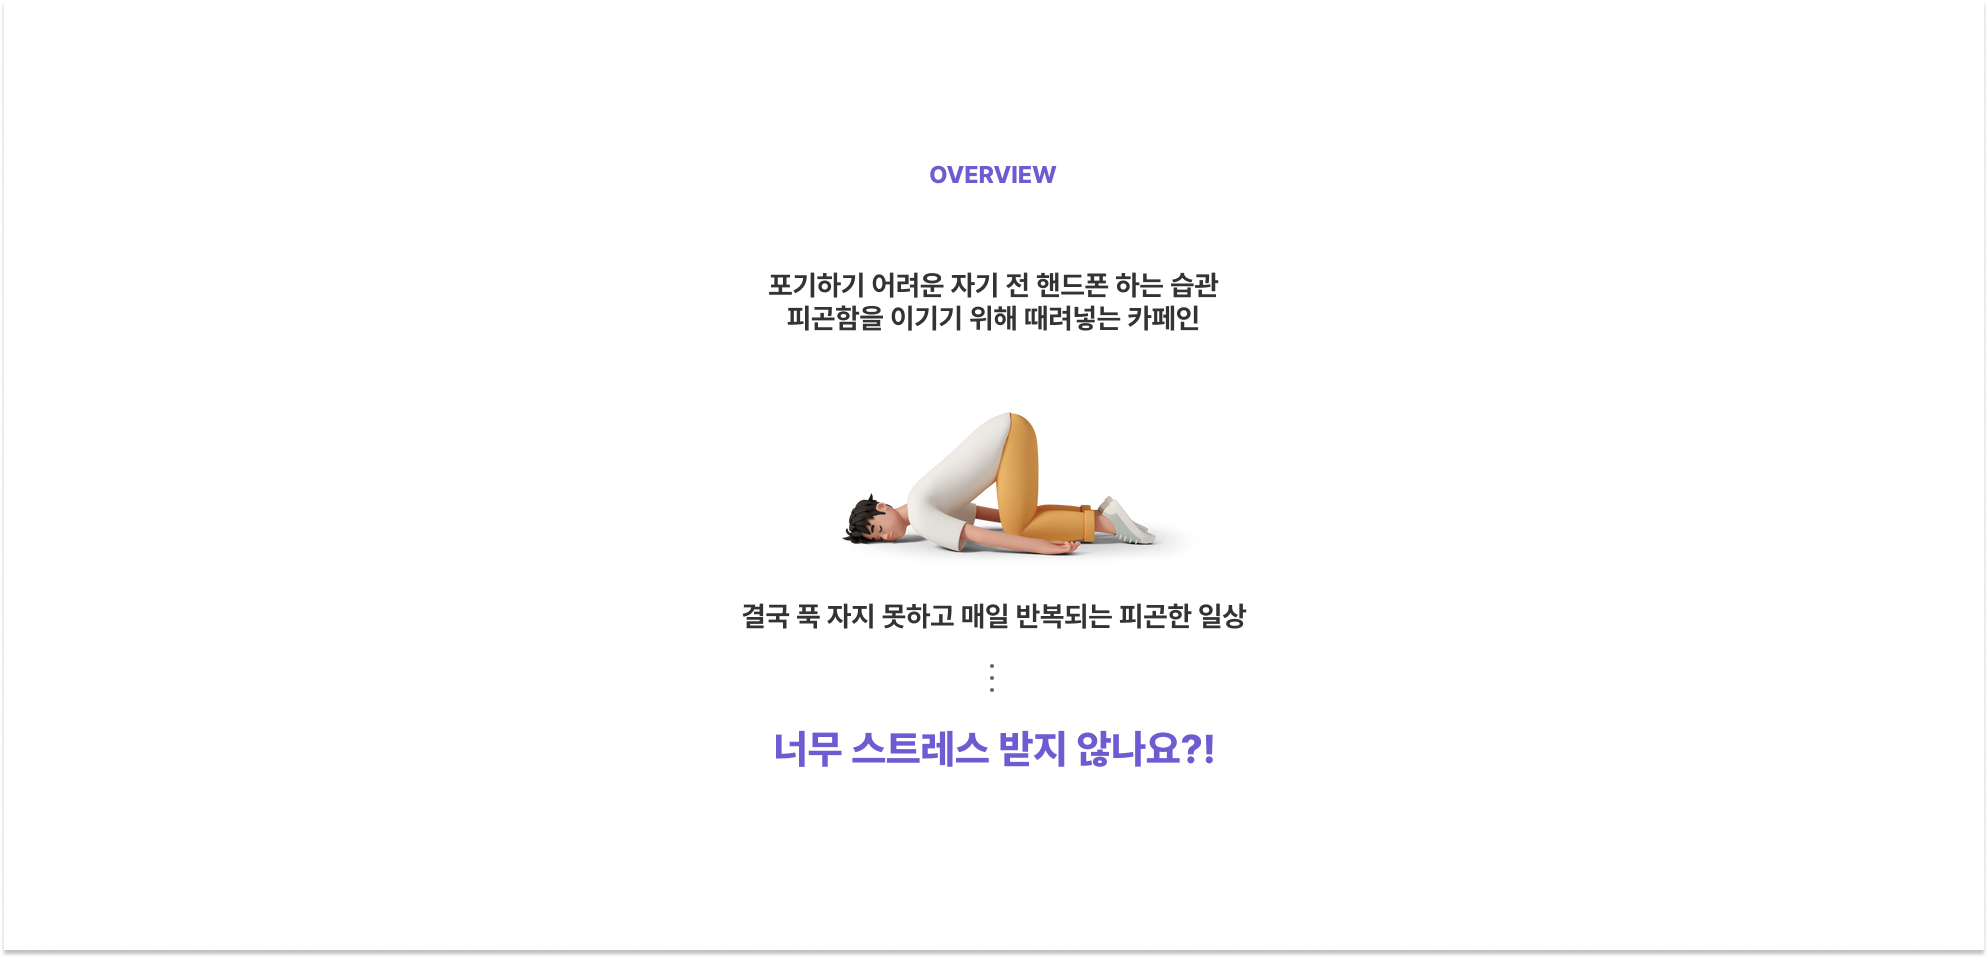 OVERVIEW
포기하기 어려운 자기 전 핸드폰 하는 습관
피곤함을 이기기 위해 때려넣는 카페인
결국 푹 자지 못하고 매일 반복되는 피곤한 일상
너무 스트레스 받지 않나요?!